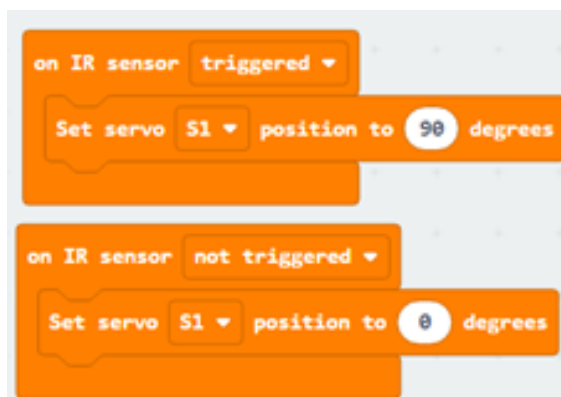 on IR sensor triggered
Set servo S1 position to 90 degrees
on IR sensor not triggered
Set servo S1 position to 0 degrees